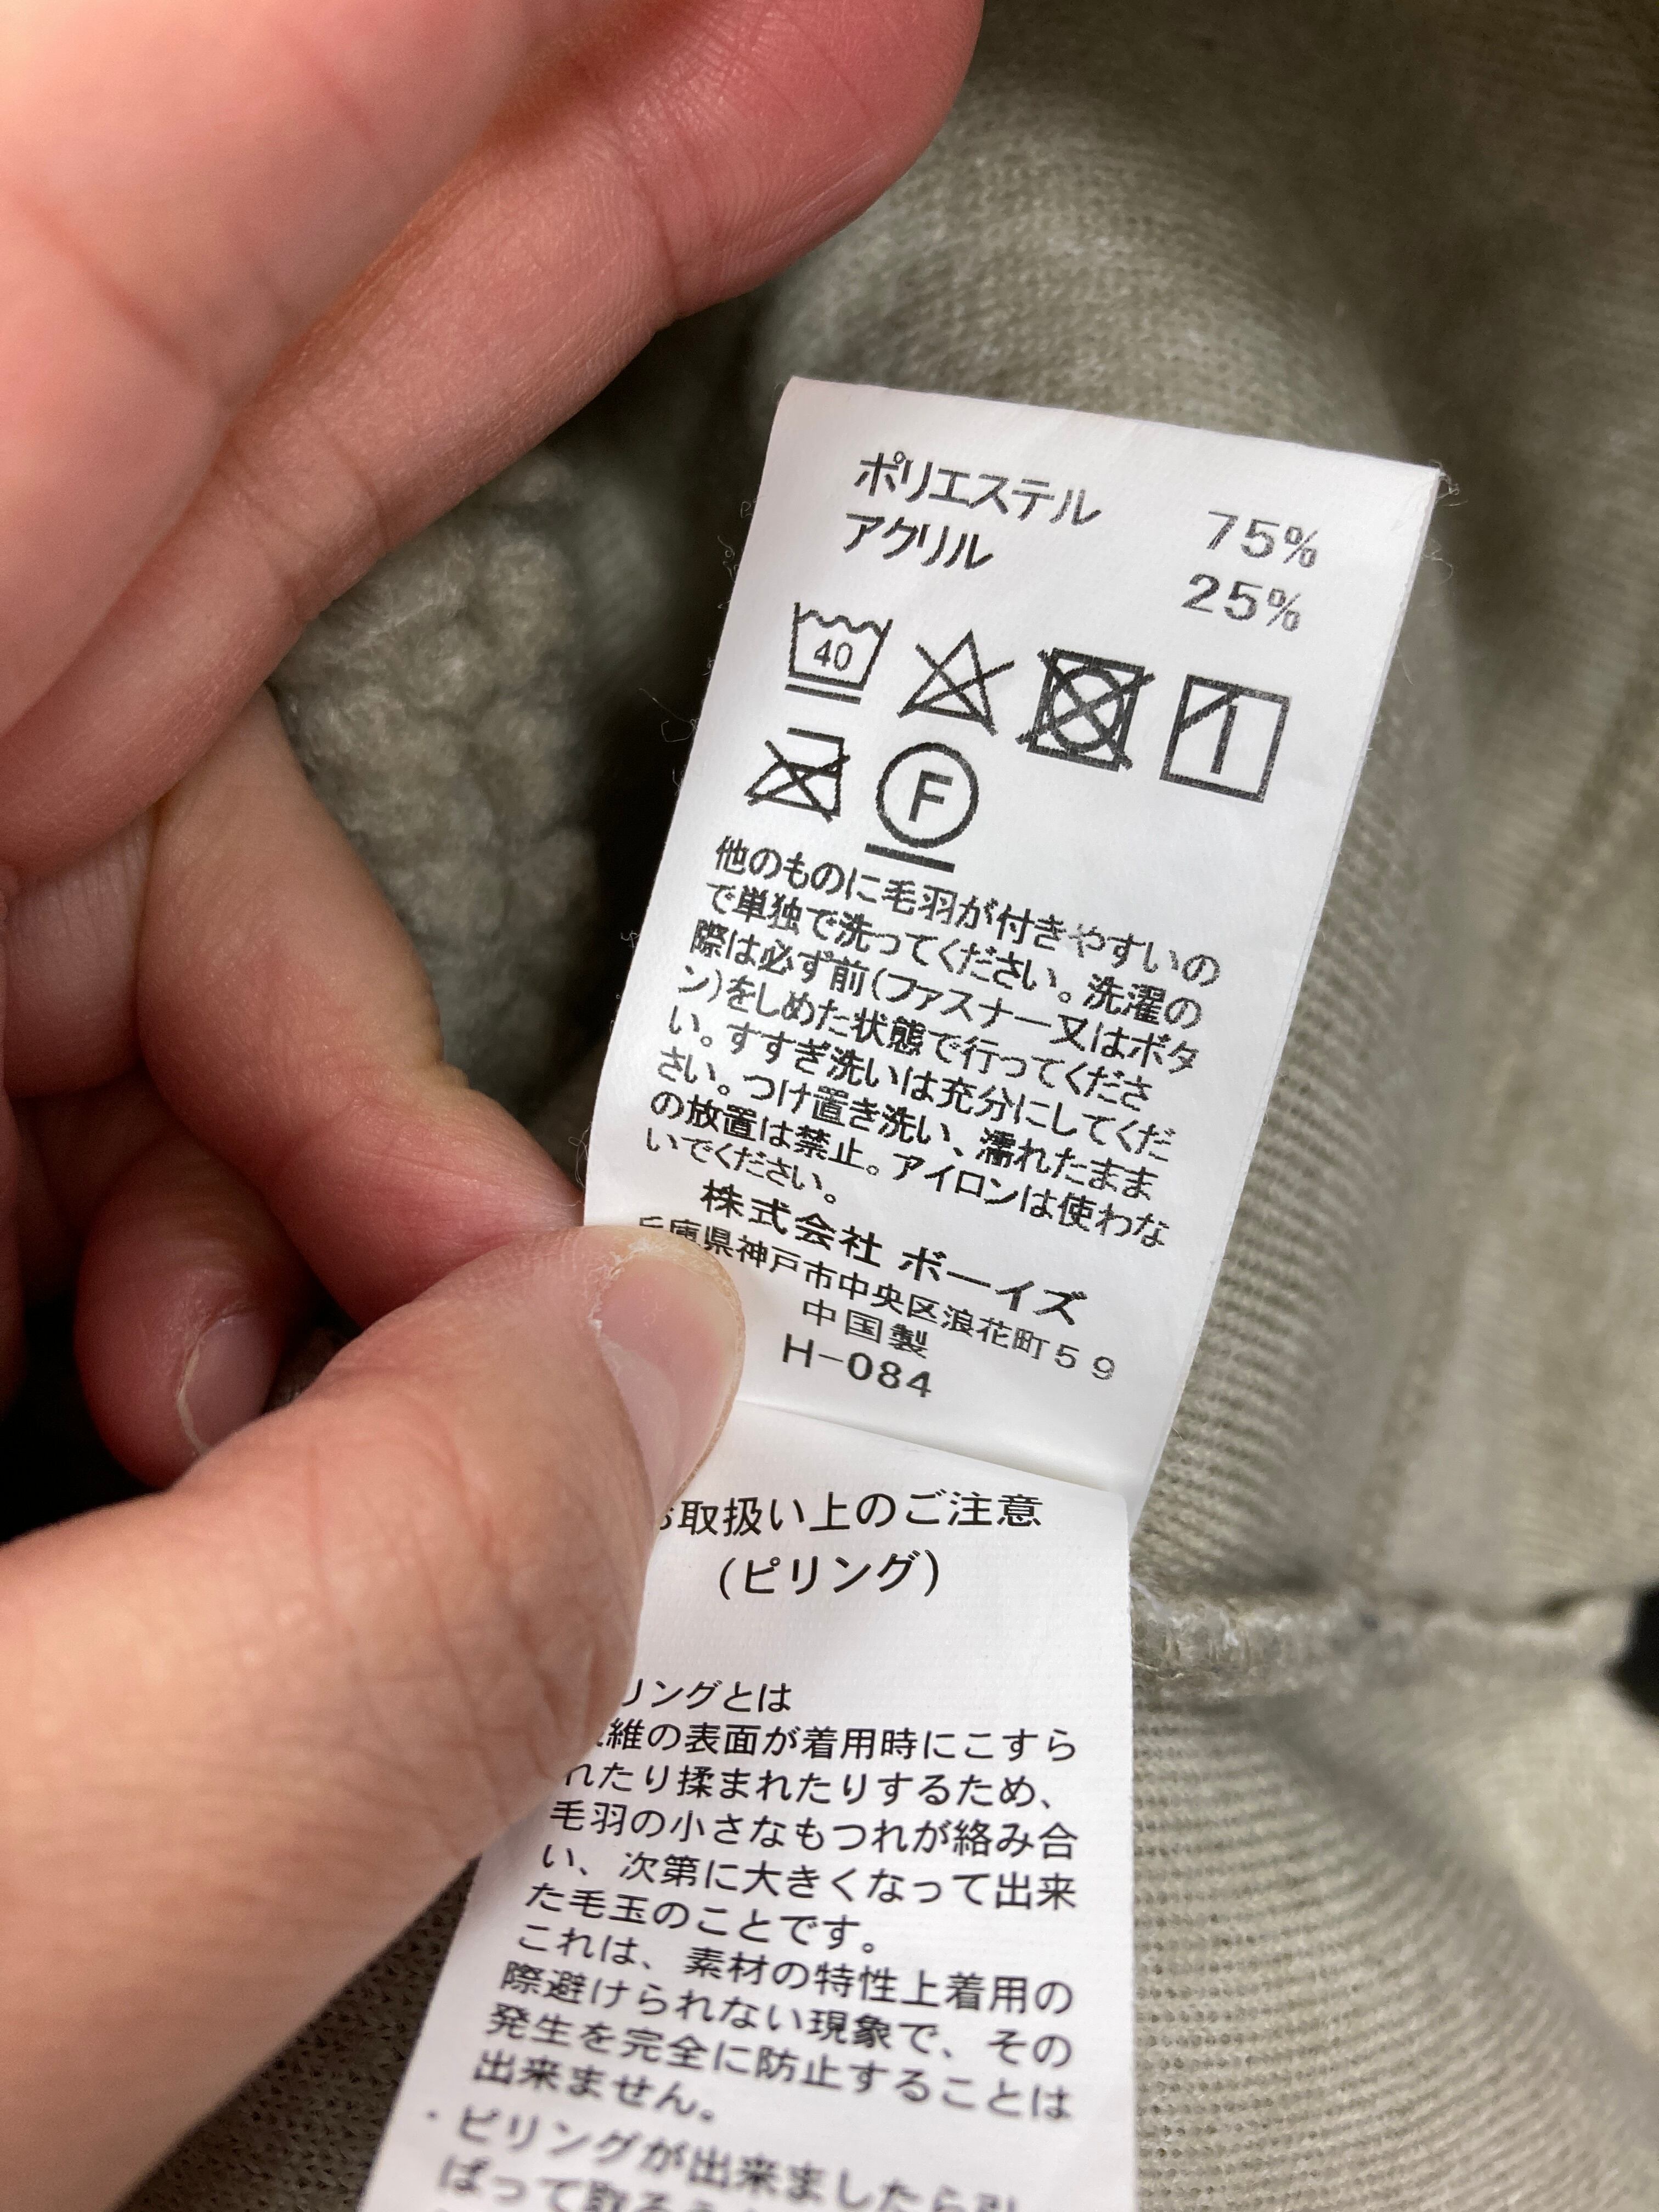 ポリエステル 75%
アクリル 25%
40
F
他のものに毛羽が付きやすいの
で単独で洗ってください。洗濯の
際は必ず前(ファスナー又はボタ
ン)をしめた状態で行ってくださ
い。すすぎ洗いは充分にしてくだ
さい。つけ置き洗い、濡れたまま
の放置は禁止。アイロンは使わな
いでください。
株式会社 ボーイズ
庫県神戸市中央区浪花町59
中国製
H-084
取扱い上のご注意
(ピリング)
リングとは
維の表面が着用時にこすら
れたり揉まれたりするため、
毛羽の小さなもつれが絡み合
い、次第に大きくなって出来
た毛玉のことです。
これは、素材の特性上着用の
際避けられない現象で、その
発生を完全に防止することは
出来ません。
・ピリングが出来ましたら引
ぱって取